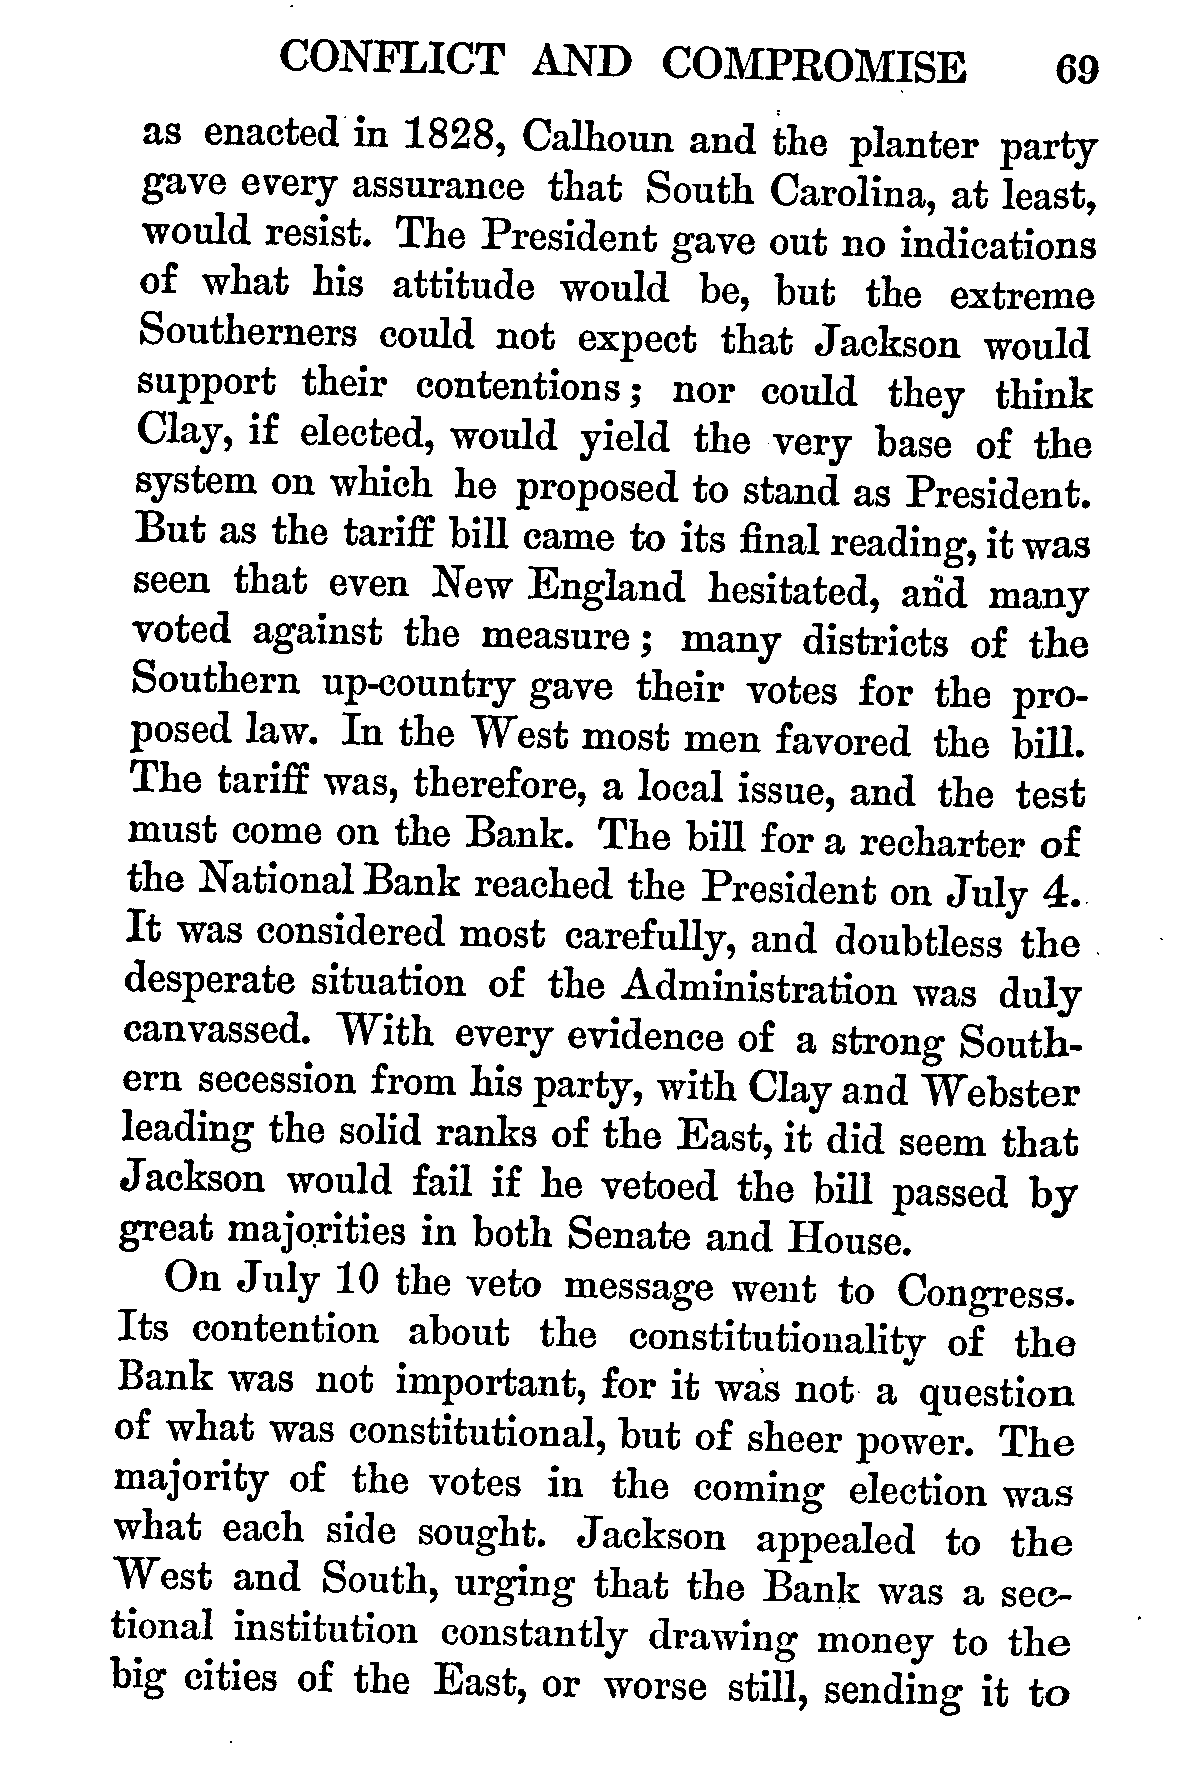 CONFLICT AND COMPROMISE 69
as enacted in 1828, Calhoun and the planter party
gave every assurance that South Carolina, at least,
would resist. The President gave out no indications
of what his attitude would be, but the extreme
Southerners could not expect that Jackson would
support their contentions; nor could they think
Clay, if elected, would yield the very base of the
system on which he proposed to stand as President.
But as the tariff bill came to its final reading, it was
seen that even New England hesitated, and many
voted against the measure; many districts of the
Southern up-country gave their votes for the pro-
posed law. In the West most men favored the bill.
The tariff was, therefore, a local issue, and the test
must come on the Bank. The bill for a recharter of
the National Bank reached the President on July 4.
It was considered most carefully, and doubtless the
desperate situation of the Administration was duly
canvassed. With every evidence of a strong South-
ern secession from his party, with Clay and Webster
leading the solid ranks of the East, it did seem that
Jackson would fail if he vetoed the bill passed by
great majorities in both Senate and House.
On July 10 the veto message went to Congress.
Its contention about the constitutionality of the
Bank was not important, for it was not a question
of what was constitutional, but of sheer power. The
majority of the votes in the coming election was
what each side sought. Jackson appealed to the
West and South, urging that the Bank was a sec-
tional institution constantly drawing money to the
big cities of the East, or worse still, sending it to